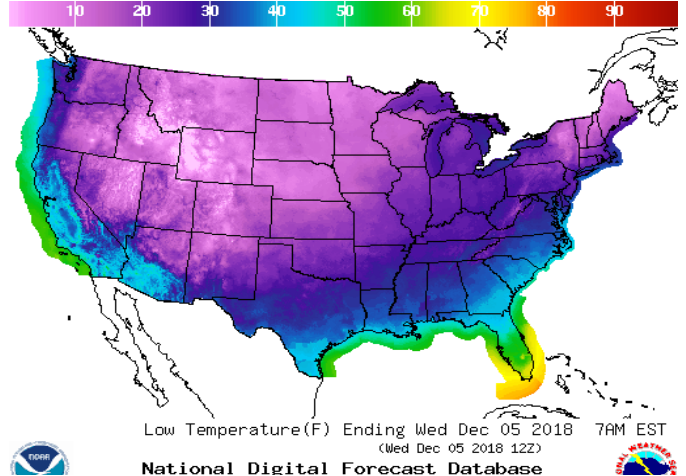 10 20 30 40 50 60 70 80 90
Low Temperature(F) Ending Wed Dec 05 2018 7AM EST
(Wed Dec 05 2018 12Z)
National Digital Forecast Database
NOAA